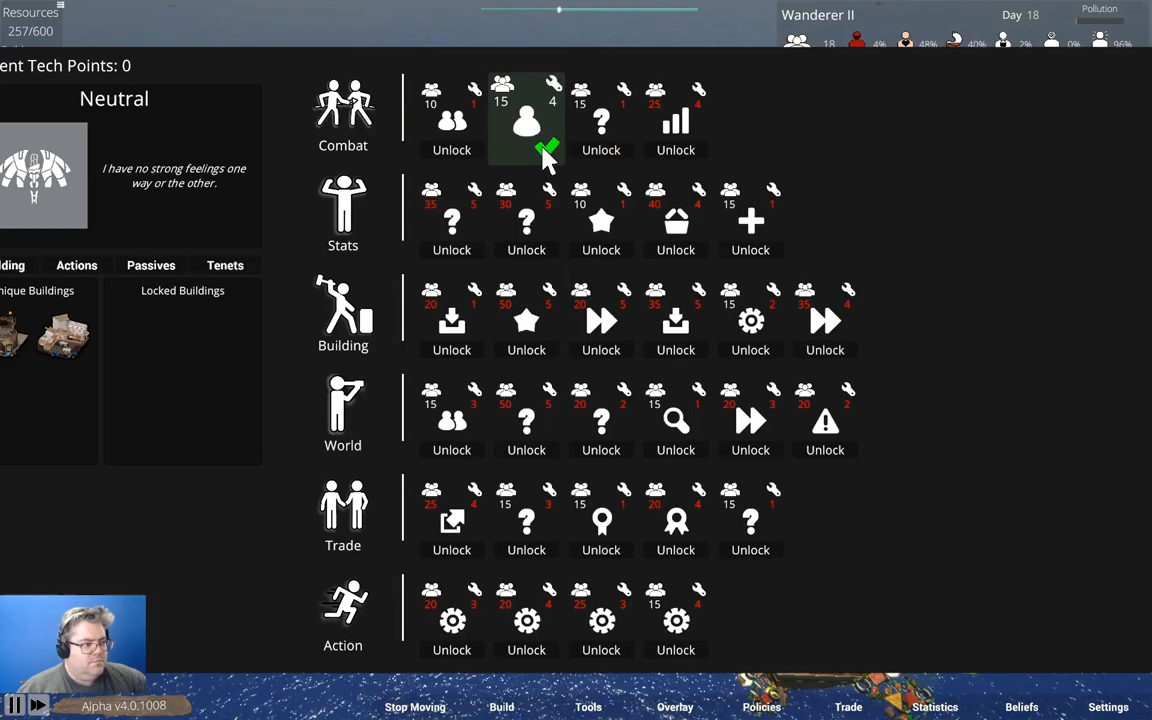 Resources
257/600
Wanderer II
Day 18
Pollution
18 4% 48% 40% 2% 0% 96%
ent Tech Points: 0
Neutral
I have no strong feelings one
way or the other.
lding Actions Passives Tenets
nique Buildings Locked Buildings
Combat
10 1 15 4 15 1 25 4
Unlock Unlock Unlock
Stats
35 5 30 5 10 1 40 4 15 1
Unlock Unlock Unlock Unlock Unlock
Building
20 1 50 5 20 5 35 5 15 2 35 4
Unlock Unlock Unlock Unlock Unlock Unlock
World
15 3 50 5 20 2 15 1 20 3 20 2
Unlock Unlock Unlock Unlock Unlock Unlock
Trade
25 4 15 3 15 1 20 4 15 1
Unlock Unlock Unlock Unlock Unlock
Action
20 3 20 4 25 3 15 4
Unlock Unlock Unlock Unlock
Alpha v4.0.1008
Stop Moving Build Tools Overlay Policies Trade Statistics Beliefs Settings